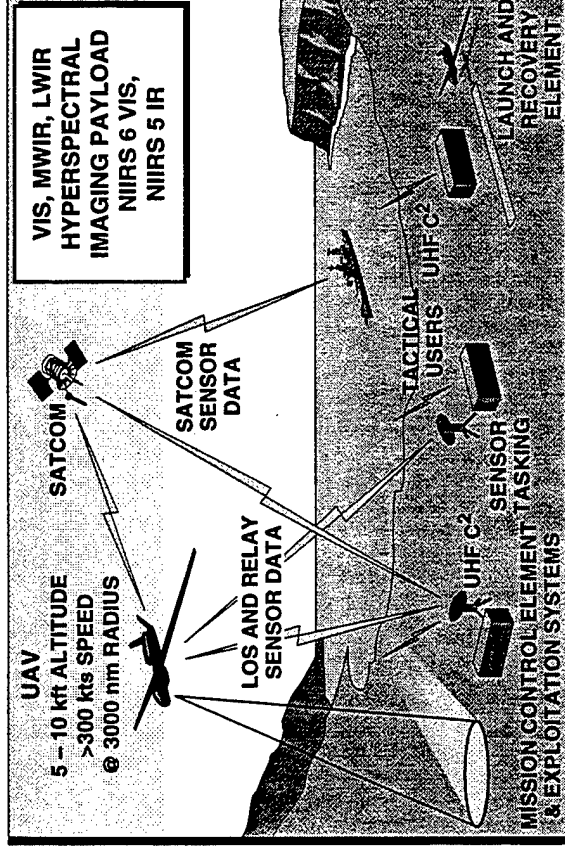 UAV
5 – 10 kft ALTITUDE
>300 kts SPEED
@ 3000 nm RADIUS
SATCOM
VIS, MWIR, LWIR
HYPERSPECTRAL
IMAGING PAYLOAD
NIIRS 6 VIS,
NIIRS 5 IR
SATCOM
SENSOR
DATA
LOS AND RELAY
SENSOR DATA
TACTICAL
USERS
UHF C²
UHF C²
SENSOR
TASKING
MISSION CONTROL ELEMENT
& EXPLOITATION SYSTEMS
LAUNCH AND
RECOVERY
ELEMENT